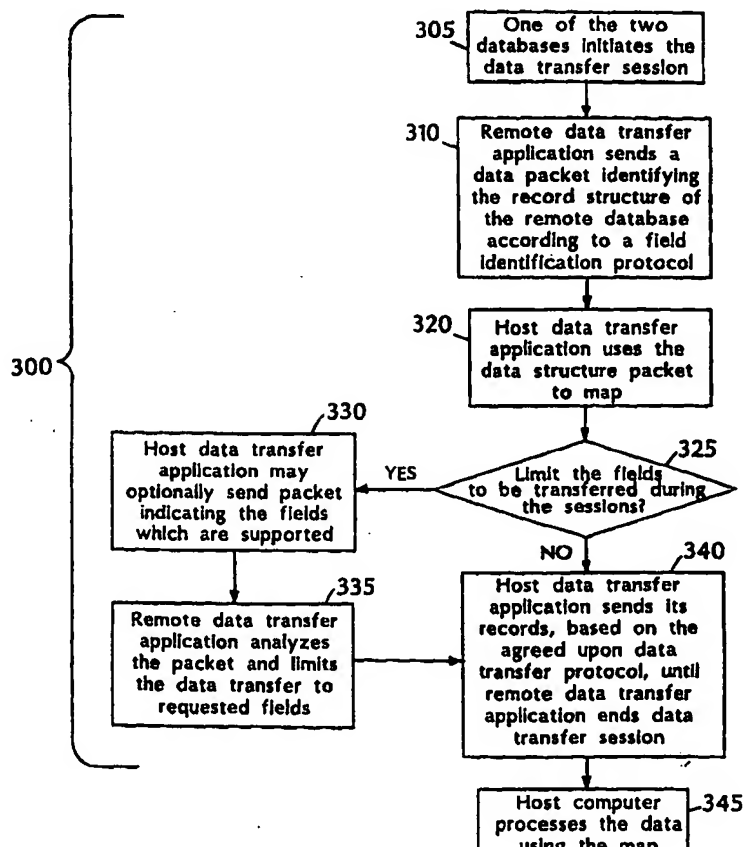 305
One of the two
databases initiates the
data transfer session
310
Remote data transfer
application sends a
data packet identifying
the record structure of
the remote database
according to a field
identification protocol
320
Host data transfer
application uses the
data structure packet
to map
300
325
Limit the fields
to be transferred during
the sessions?
YES
NO
330
Host data transfer
application may
optionally send packet
indicating the fields
which are supported
335
Remote data transfer
application analyzes
the packet and limits
the data transfer to
requested fields
340
Host data transfer
application sends its
records, based on the
agreed upon data
transfer protocol, until
remote data transfer
application ends data
transfer session
345
Host computer
processes the data
using the map